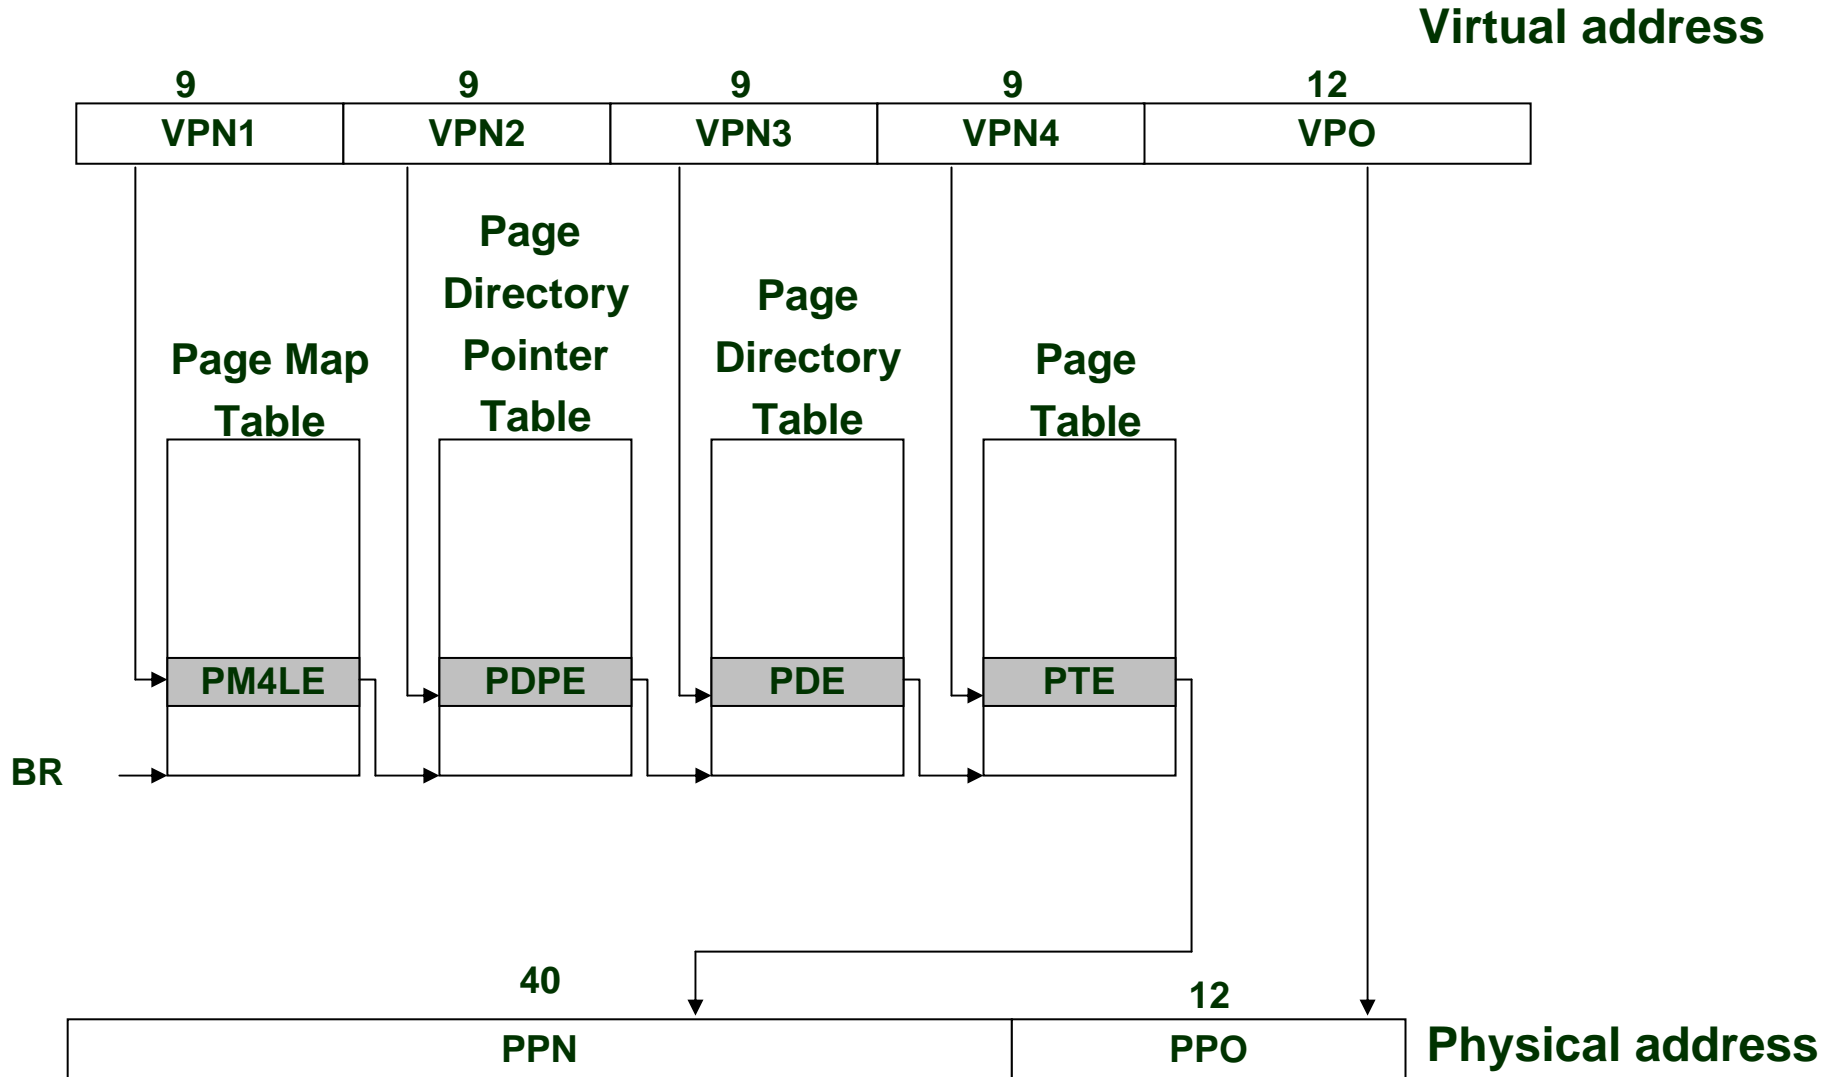 Virtual address
9 9 9 9 12
VPN1 VPN2 VPN3 VPN4 VPO
Page Map
Table
Page
Directory
Pointer
Table
Page
Directory
Table
Page
Table
PM4LE PDPE PDE PTE
BR
40 12
PPN PPO
Physical address